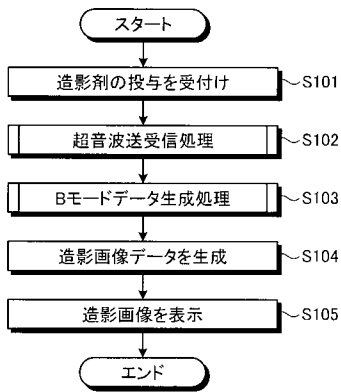 スタート
造影剤の投与を受付け S101
超音波送受信処理 S102
Bモードデータ生成処理 S103
造影画像データを生成 S104
造影画像を表示 S105
エンド